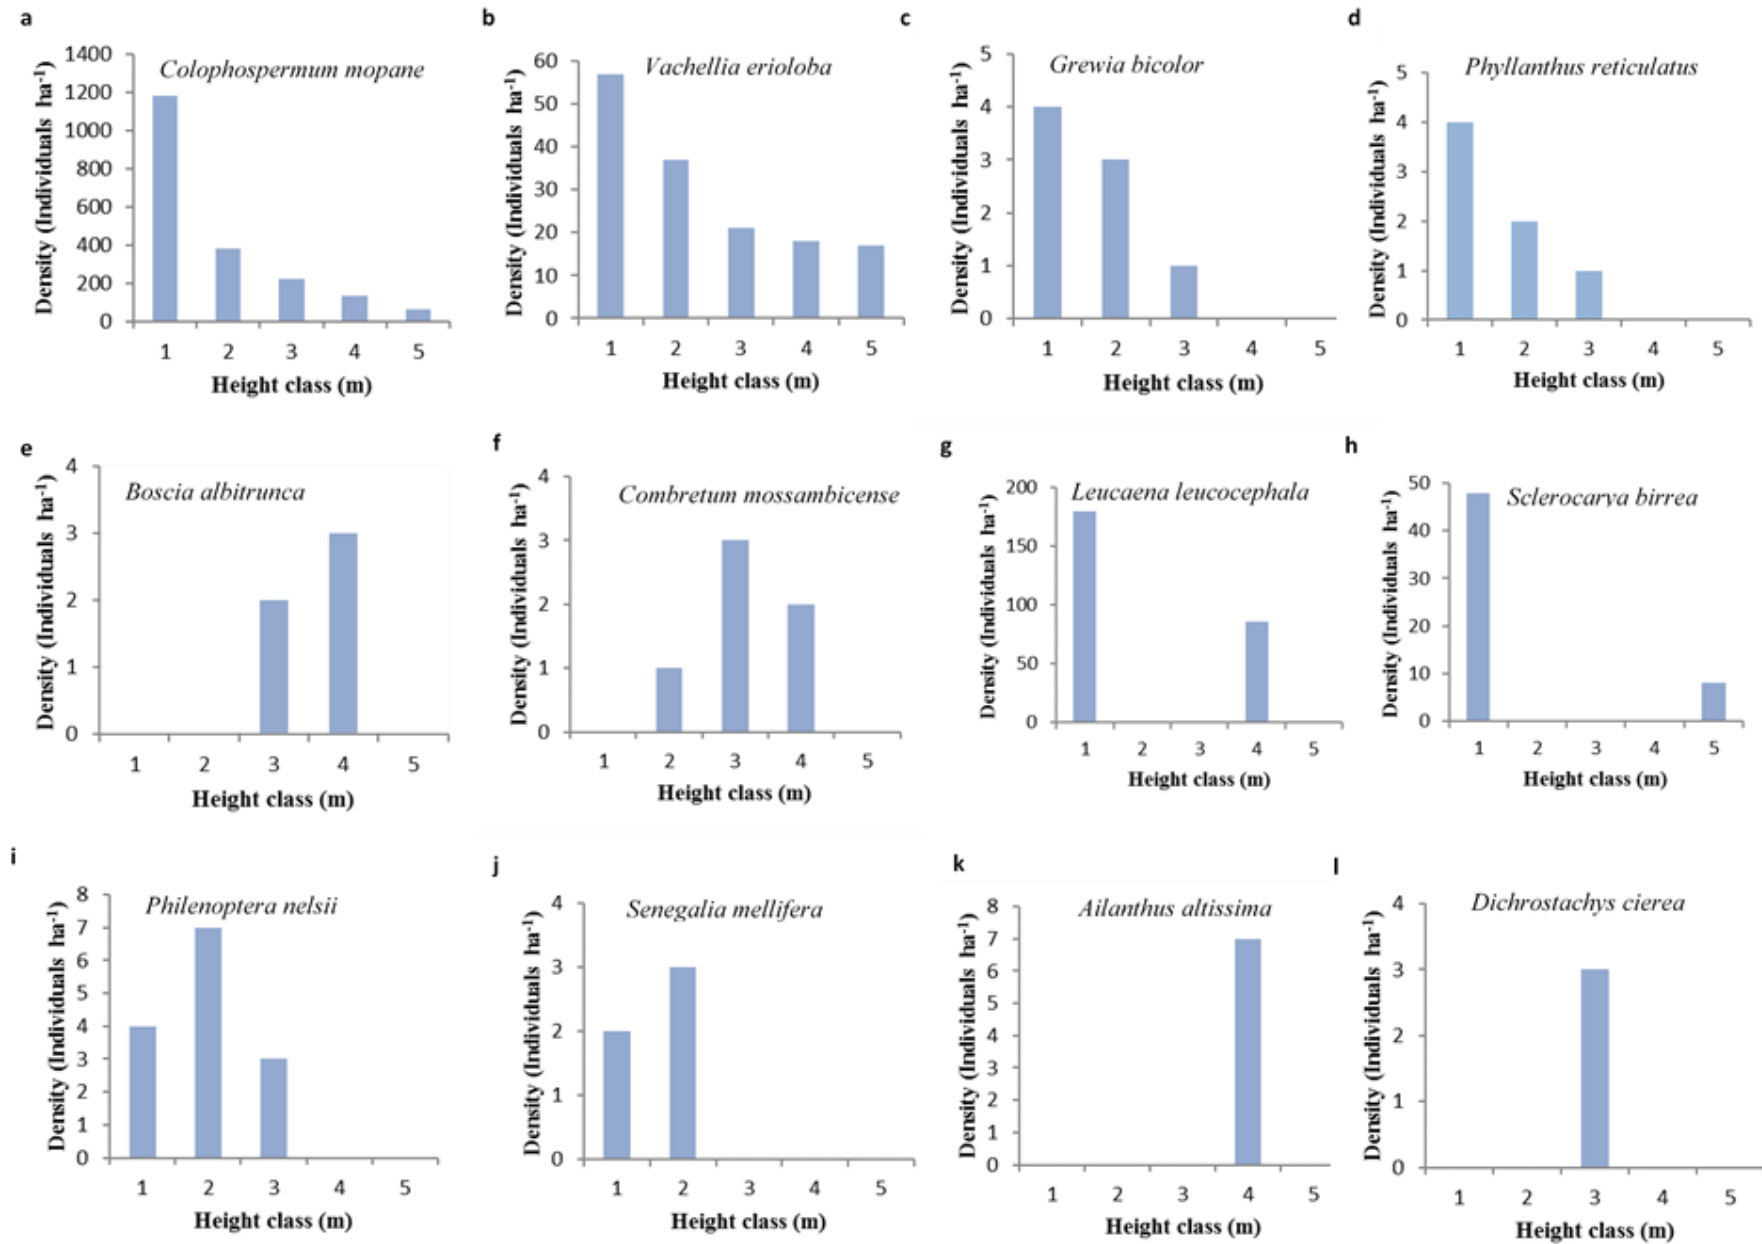 a
Colophospermum mopane
Density (Individuals ha-1)
1400
1200
1000
800
600
400
200
0
1 2 3 4 5
Height class (m)
b
Vachellia erioloba
Density (Individuals ha-1)
60
50
40
30
20
10
0
1 2 3 4 5
Height class (m)
c
Grewia bicolor
Density (Individuals ha-1)
5
4
3
2
1
0
1 2 3 4 5
Height class (m)
d
Phyllanthus reticulatus
Density (Individuals ha-1)
5
4
3
2
1
0
1 2 3 4 5
Height class (m)
e
Boscia albitrunca
Density (Individuals ha-1)
4
3
2
1
0
1 2 3 4 5
Height class (m)
f
Combretum mossambicense
Density (Individuals ha-1)
4
3
2
1
0
1 2 3 4 5
Height class (m)
g
Leucaena leucocephala
Density (Individuals ha-1)
200
150
100
50
0
1 2 3 4 5
Height class (m)
h
Sclerocarya birrea
Density (Individuals ha-1)
50
40
30
20
10
0
1 2 3 4 5
Height class (m)
i
Philenoptera nelsii
Density (Individuals ha-1)
8
7
6
5
4
3
2
1
0
1 2 3 4 5
Height class (m)
j
Senegalia mellifera
Density (Individuals ha-1)
4
3
2
1
0
1 2 3 4 5
Height class (m)
k
Ailanthus altissima
Density (Individuals ha-1)
8
7
6
5
4
3
2
1
0
1 2 3 4 5
Height class (m)
l
Dichrostachys cierea
Density (Individuals ha-1)
4
3
2
1
0
1 2 3 4 5
Height class (m)